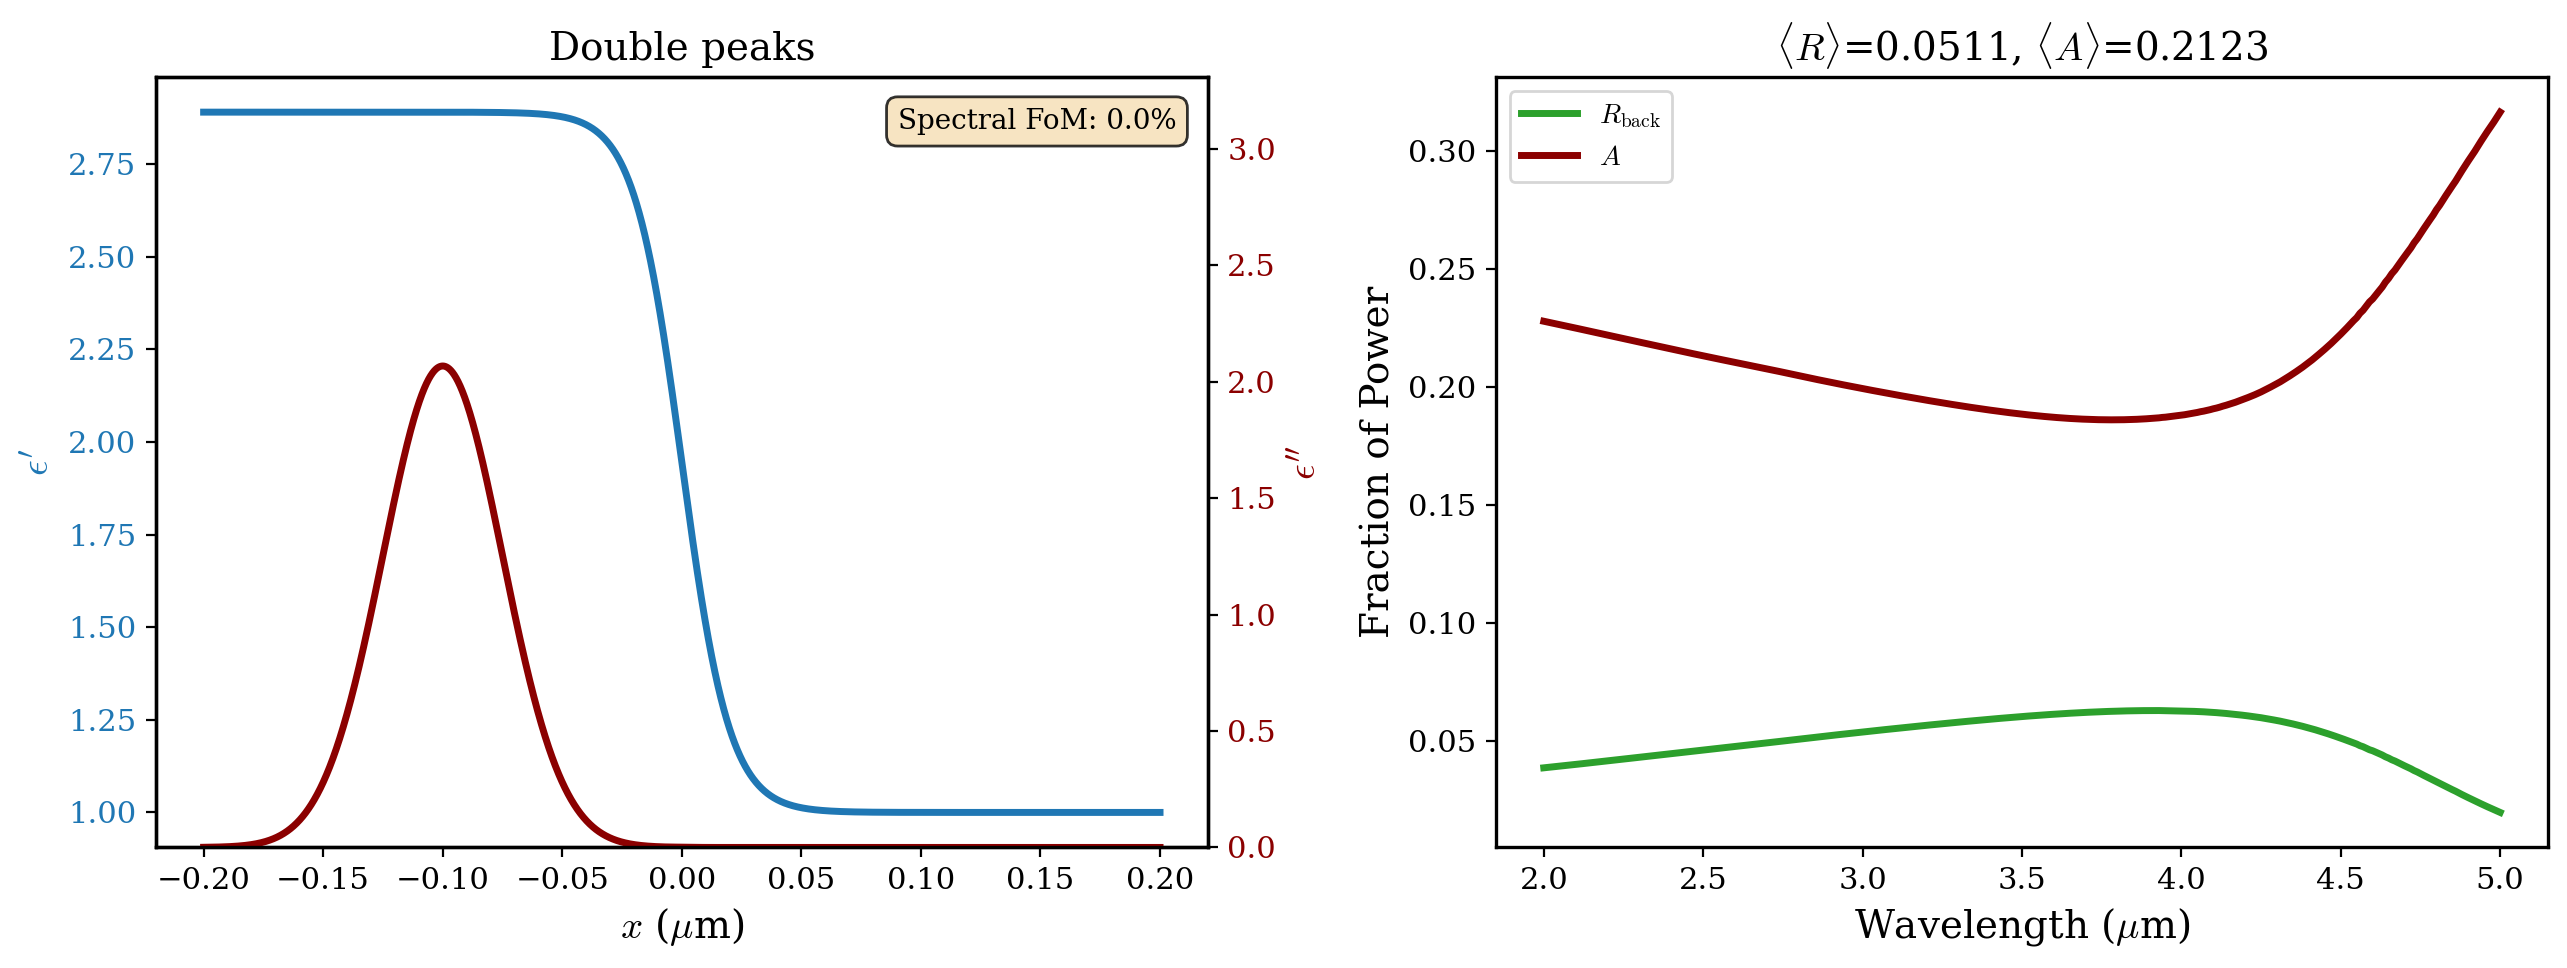 Double peaks
Spectral FoM: 0.0%
ϵ′
2.75
2.50
2.25
2.00
1.75
1.50
1.25
1.00
3.0
2.5
2.0
1.5
1.0
0.5
0.0
ϵ″
−0.20 −0.15 −0.10 −0.05 0.00 0.05 0.10 0.15 0.20
x (μm)
⟨R⟩=0.0511, ⟨A⟩=0.2123
R_back
A
Fraction of Power
0.30
0.25
0.20
0.15
0.10
0.05
2.0 2.5 3.0 3.5 4.0 4.5 5.0
Wavelength (μm)